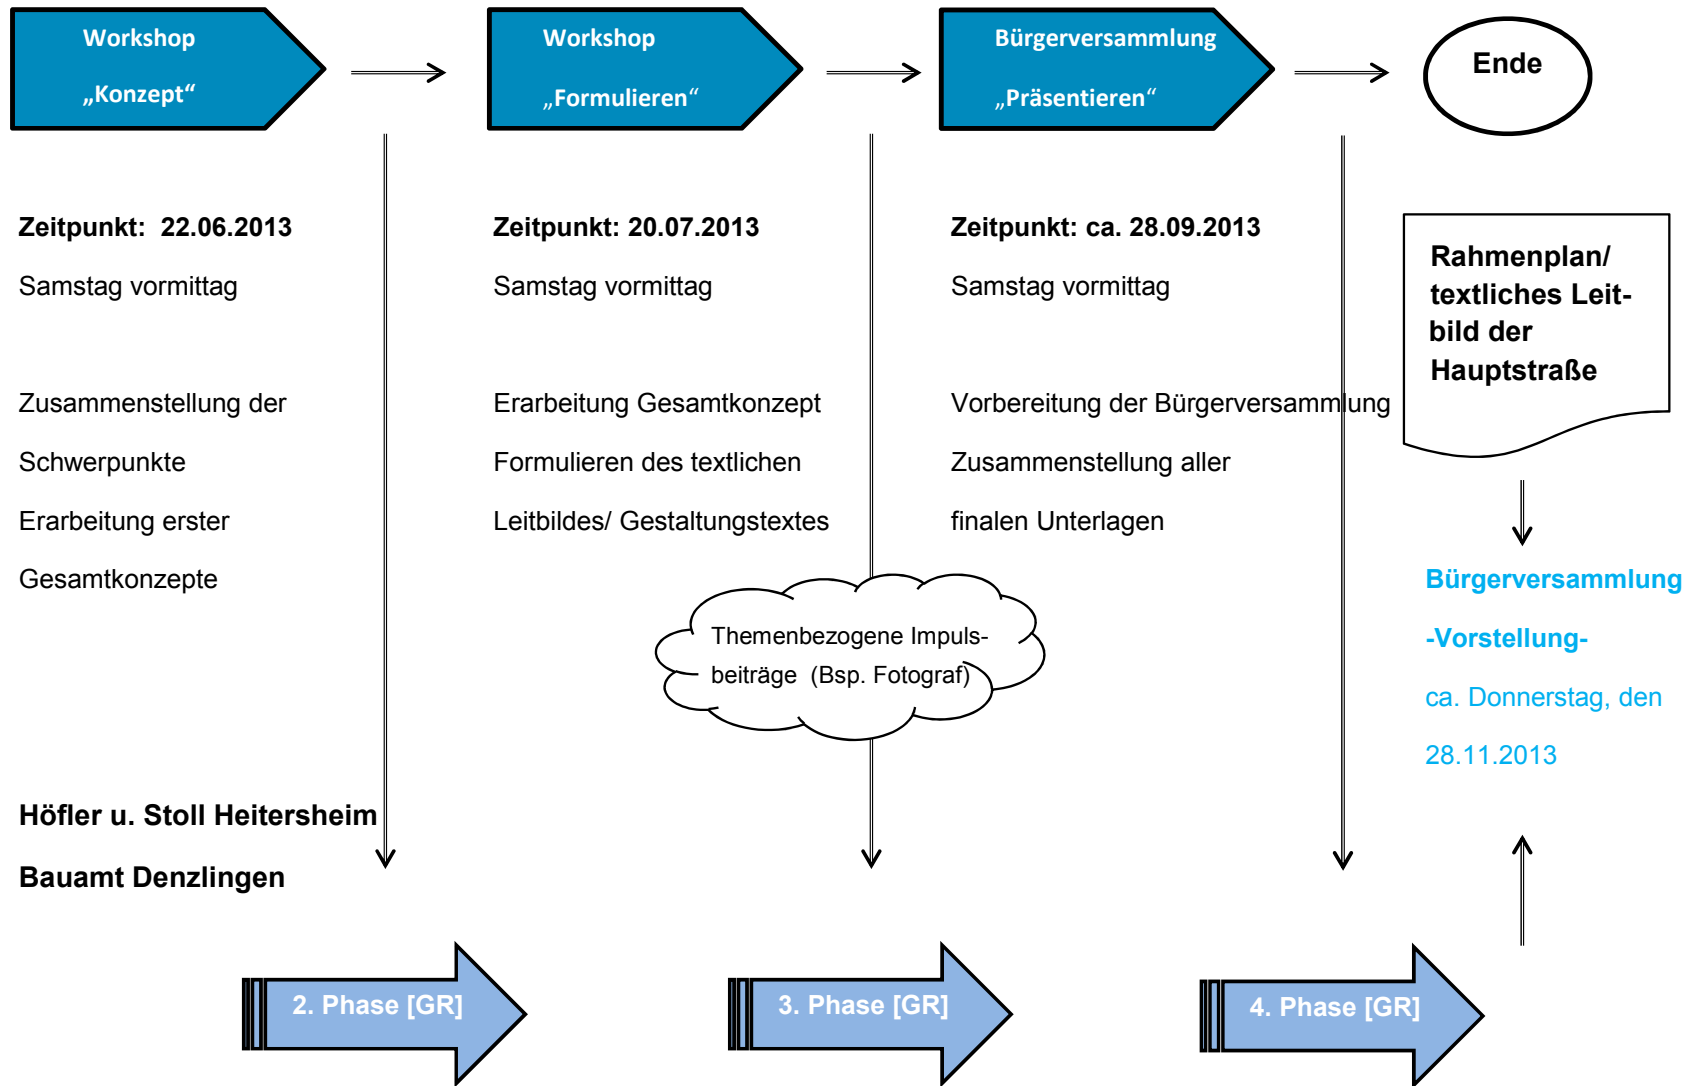 Workshop
„Konzept“
Workshop
„Formulieren“
Bürgerversammlung
„Präsentieren“
Ende
Zeitpunkt: 22.06.2013
Samstag vormittag
Zusammenstellung der
Schwerpunkte
Erarbeitung erster
Gesamtkonzepte
Zeitpunkt: 20.07.2013
Samstag vormittag
Erarbeitung Gesamtkonzept
Formulieren des textlichen
Leitbildes/ Gestaltungstextes
Zeitpunkt: ca. 28.09.2013
Samstag vormittag
Vorbereitung der Bürgerversammlung
Zusammenstellung aller
finalen Unterlagen
Rahmenplan/
textliches Leit-
bild der
Hauptstraße
Themenbezogene Impuls-
beiträge (Bsp. Fotograf)
Bürgerversammlung
-Vorstellung-
ca. Donnerstag, den
28.11.2013
Höfler u. Stoll Heitersheim
Bauamt Denzlingen
2. Phase [GR]
3. Phase [GR]
4. Phase [GR]